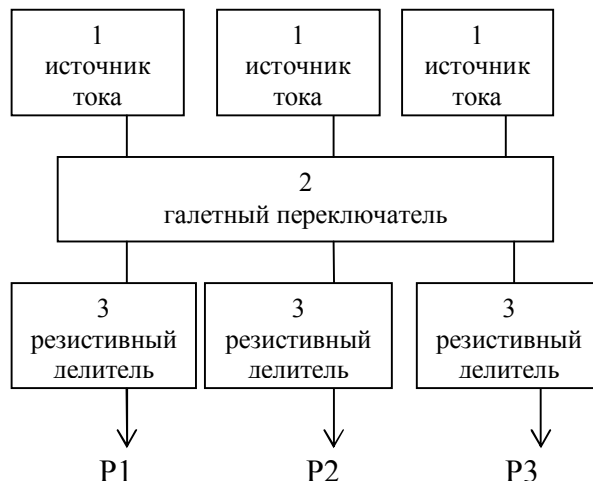 1
источник
тока
1
источник
тока
1
источник
тока
2
галетный переключатель
3
резистивный
делитель
3
резистивный
делитель
3
резистивный
делитель
P1
P2
P3